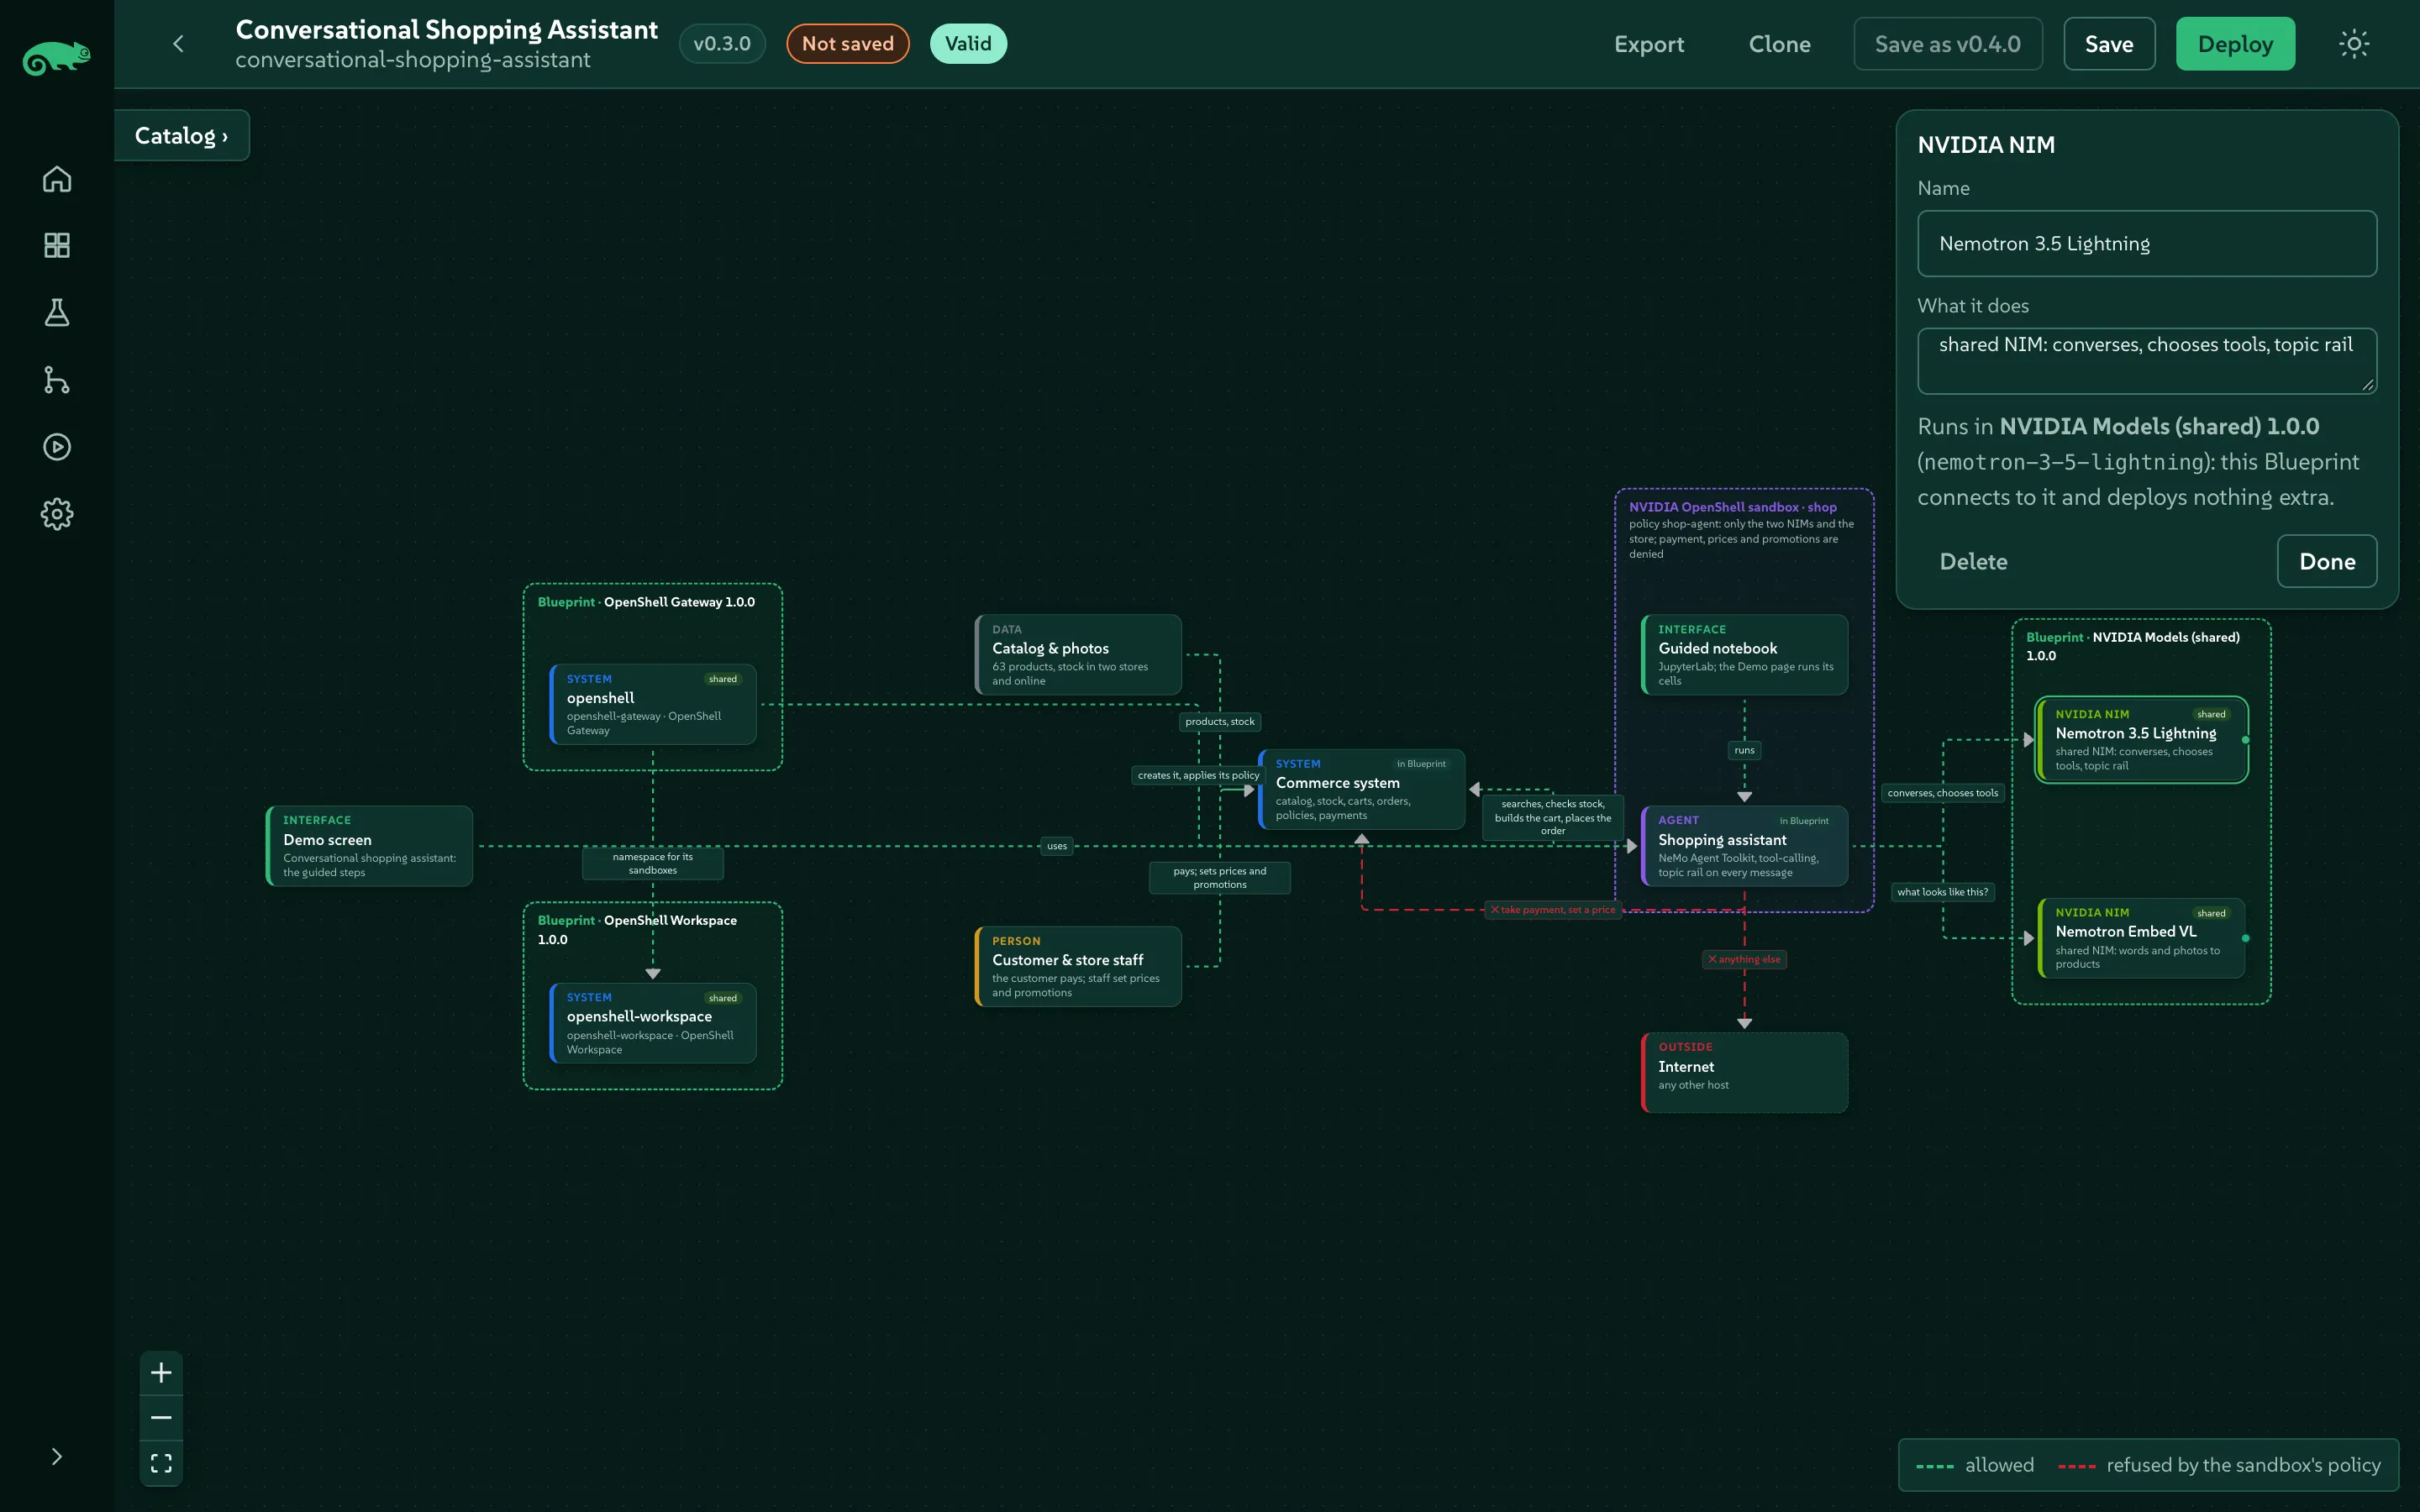 Conversational Shopping Assistant
conversational-shopping-assistant
v0.3.0
Not saved
Valid
Export
Clone
Save as v0.4.0
Save
Deploy
Catalog ›
NVIDIA NIM
Name
Nemotron 3.5 Lightning
What it does
shared NIM: converses, chooses tools, topic rail
Runs in NVIDIA Models (shared) 1.0.0
(nemotron-3-5-lightning): this Blueprint
connects to it and deploys nothing extra.
Delete
Done
NVIDIA OpenShell sandbox · shop
policy shop-agent: only the two NIMs and the
store; payment, prices and promotions are
denied
Blueprint · OpenShell Gateway 1.0.0
SYSTEM
shared
openshell
openshell-gateway · OpenShell
Gateway
DATA
Catalog & photos
63 products, stock in two stores
and online
INTERFACE
Guided notebook
JupyterLab; the Demo page runs its
cells
Blueprint · NVIDIA Models (shared)
1.0.0
NVIDIA NIM
shared
Nemotron 3.5 Lightning
shared NIM: converses, chooses
tools, topic rail
products, stock
creates it, applies its policy
SYSTEM
in Blueprint
Commerce system
catalog, stock, carts, orders,
policies, payments
runs
searches, checks stock,
builds the cart, places the
order
converses, chooses tools
INTERFACE
Demo screen
Conversational shopping assistant:
the guided steps
namespace for its
sandboxes
uses
pays; sets prices and
promotions
AGENT
in Blueprint
Shopping assistant
NeMo Agent Toolkit, tool-calling,
topic rail on every message
what looks like this?
✕ take payment, set a price
Blueprint · OpenShell Workspace
1.0.0
SYSTEM
shared
openshell-workspace
openshell-workspace · OpenShell
Workspace
PERSON
Customer & store staff
the customer pays; staff set prices
and promotions
✕ anything else
NVIDIA NIM
shared
Nemotron Embed VL
shared NIM: words and photos to
products
OUTSIDE
Internet
any other host
allowed
refused by the sandbox's policy